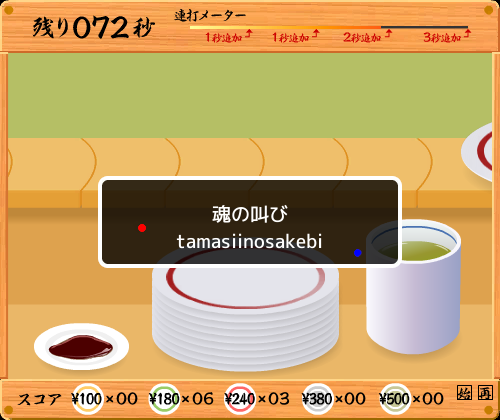 残り072秒
連打メーター
1秒追加 1秒追加 2秒追加 3秒追加
魂の叫び
tamasiinosakebi
スコア ¥100×00 ¥180×06 ¥240×03 ¥380×00 ¥500×00 始 再